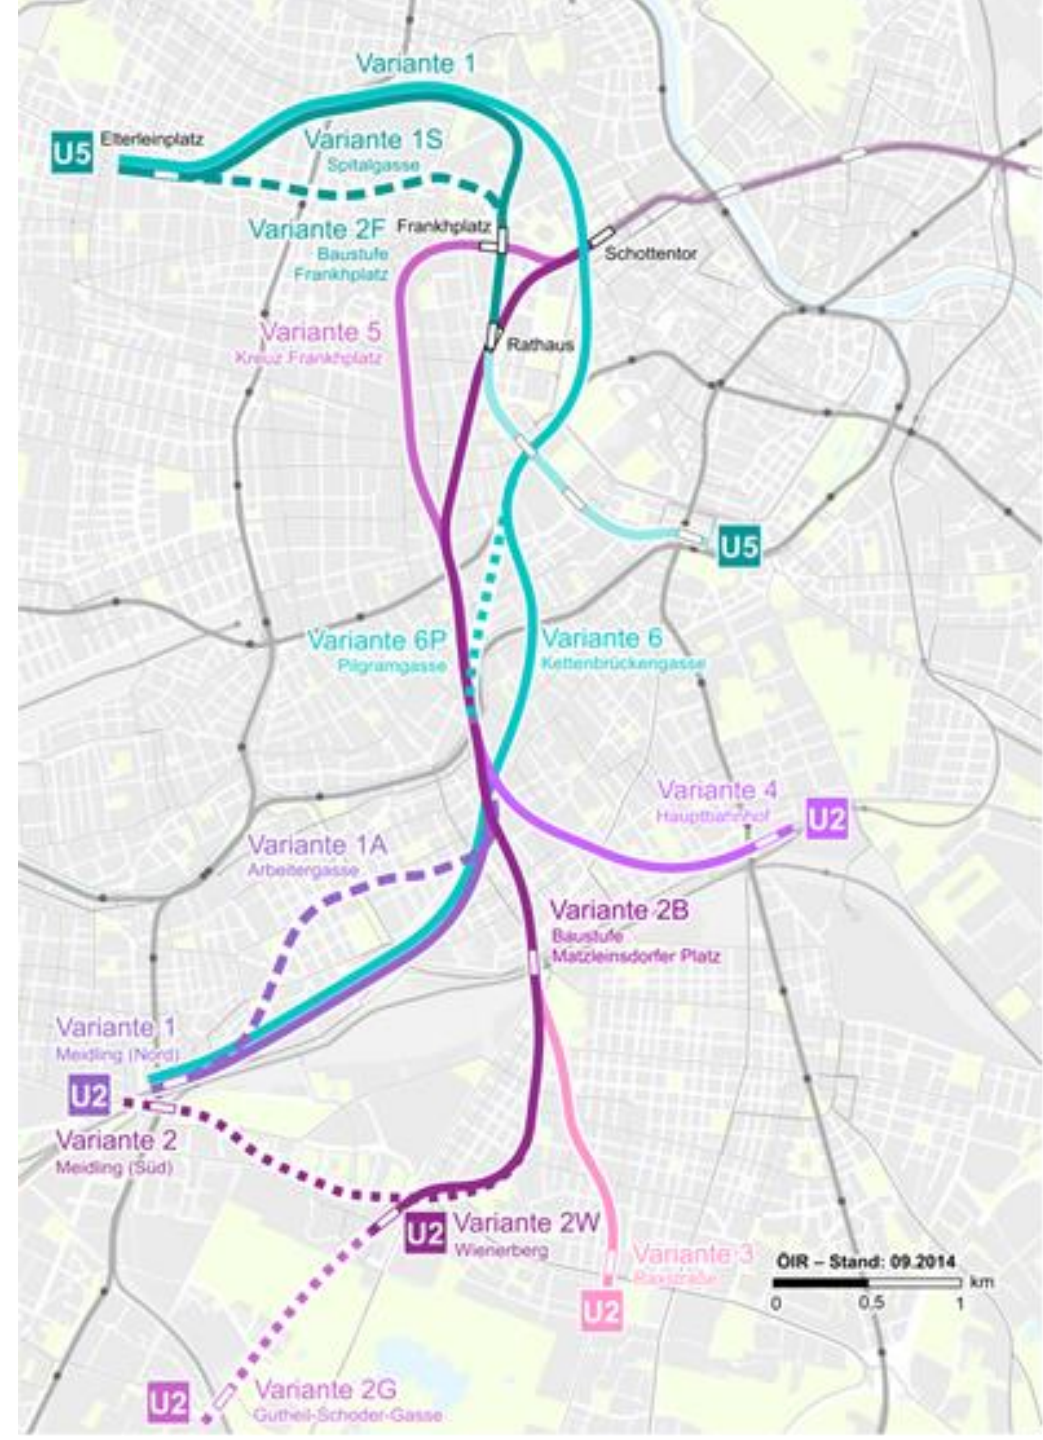 Variante 1
U5
Elterleinplatz
Variante 1S
Spitalgasse
Variante 2F
Baustufe
Frankhplatz
Frankhplatz
Schottentor
Variante 5
Kreuz Frankhplatz
Rathaus
U5
Variante 6P
Pilgramgasse
Variante 6
Kettenbrückengasse
Variante 4
Hauptbahnhof
U2
Variante 1A
Arbeitergasse
Variante 2B
Baustufe
Matzleinsdorfer Platz
Variante 1
Meidling (Nord)
U2
Variante 2
Meidling (Süd)
U2
Variante 2W
Wienerberg
Variante 3
Raxstraße
U2
ÖIR – Stand: 09.2014
km
0 0.5 1
U2
Variante 2G
Gutheil-Schoder-Gasse